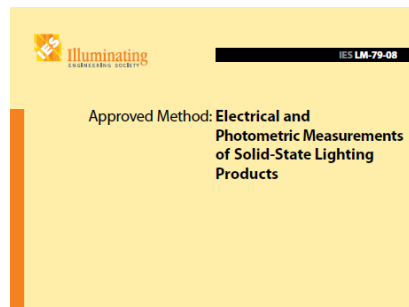 IES
Illuminating
ENGINEERING SOCIETY
IES LM-79-08
Approved Method: Electrical and
Photometric Measurements
of Solid-State Lighting
Products